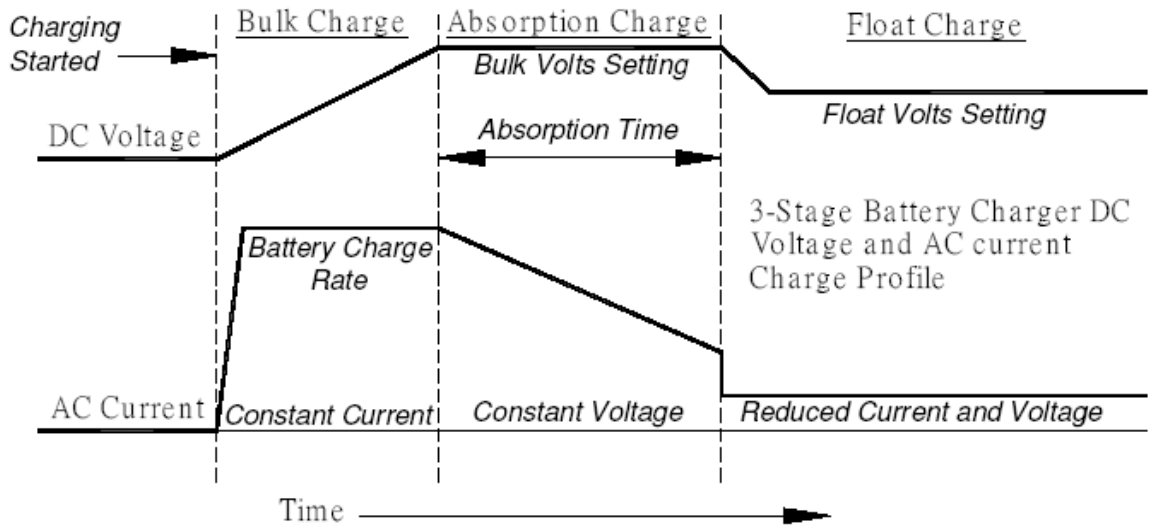 Charging
Started
Bulk Charge
Absorption Charge
Float Charge
Bulk Volts Setting
Float Volts Setting
DC Voltage
Absorption Time
3-Stage Battery Charger DC
Voltage and AC current
Charge Profile
Battery Charge
Rate
AC Current
Constant Current
Constant Voltage
Reduced Current and Voltage
Time